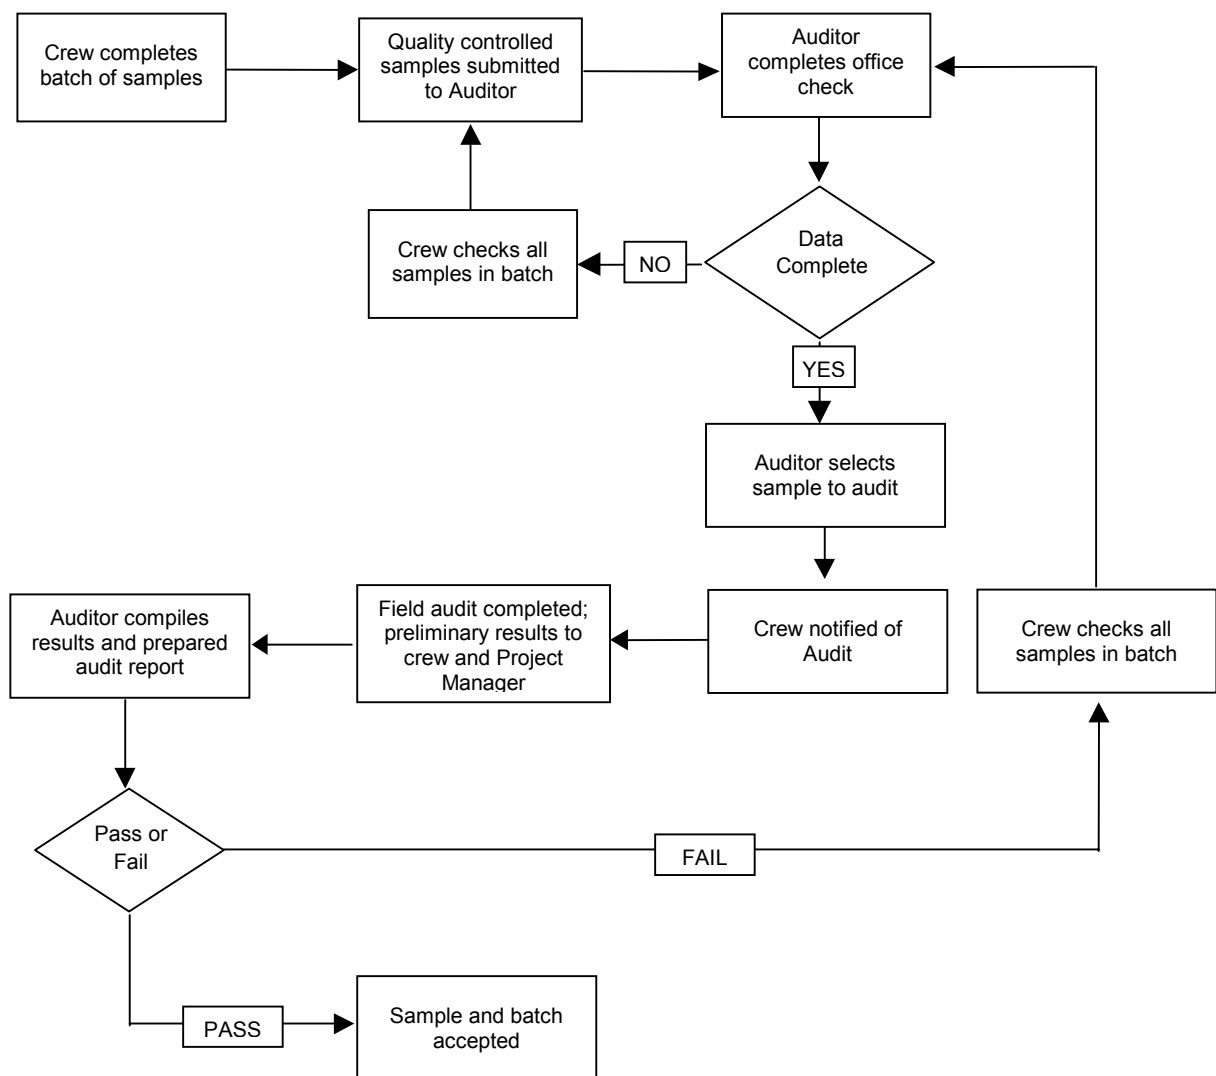 Crew completes
batch of samples
Quality controlled
samples submitted
to Auditor
Auditor
completes office
check
Crew checks all
samples in batch
NO
Data
Complete
YES
Auditor selects
sample to audit
Auditor compiles
results and prepared
audit report
Field audit completed;
preliminary results to
crew and Project
Manager
Crew notified of
Audit
Crew checks all
samples in batch
Pass or
Fail
FAIL
PASS
Sample and batch
accepted